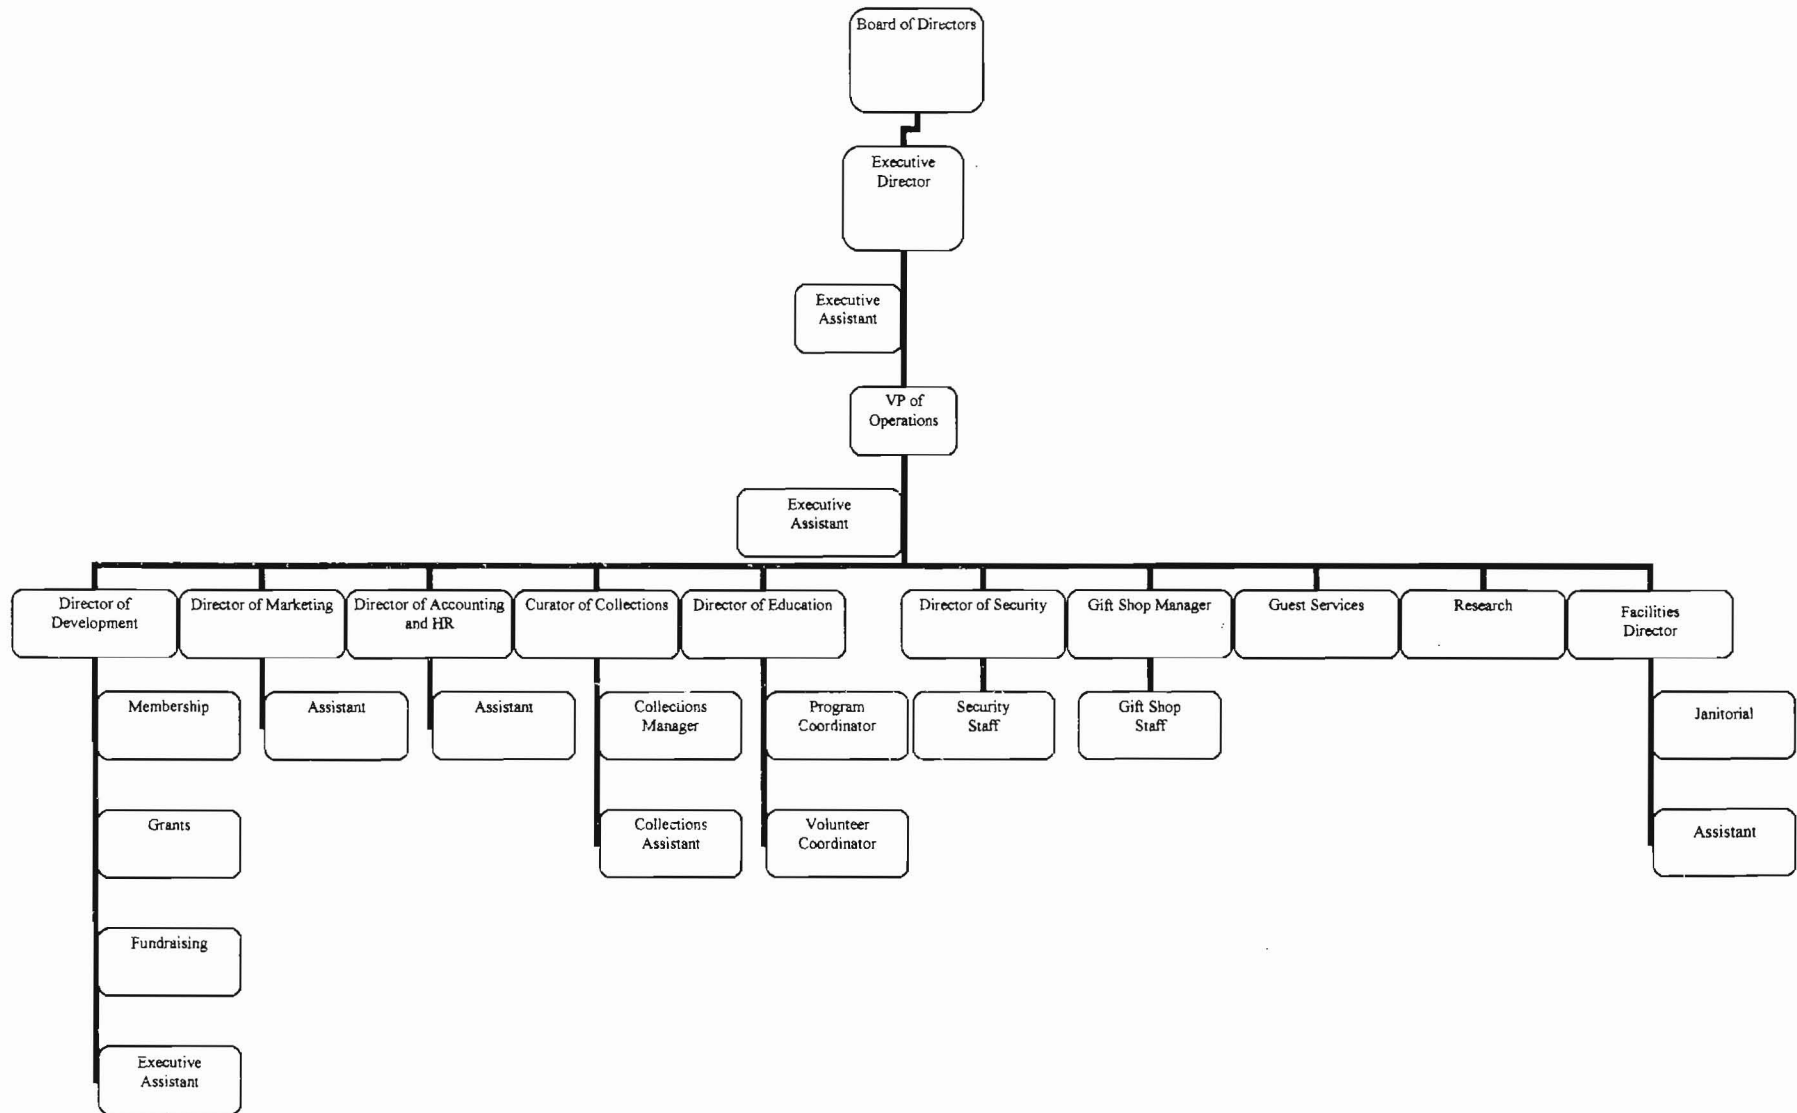 Board of Directors
Executive
Director
Executive
Assistant
VP of
Operations
Executive
Assistant
Director of
Development
Director of Marketing
Director of Accounting
and HR
Curator of Collections
Director of Education
Director of Security
Gift Shop Manager
Guest Services
Research
Facilities
Director
Membership
Assistant
Assistant
Collections
Manager
Program
Coordinator
Security
Staff
Gift Shop
Staff
Janitorial
Grants
Collections
Assistant
Volunteer
Coordinator
Assistant
Fundraising
Executive
Assistant